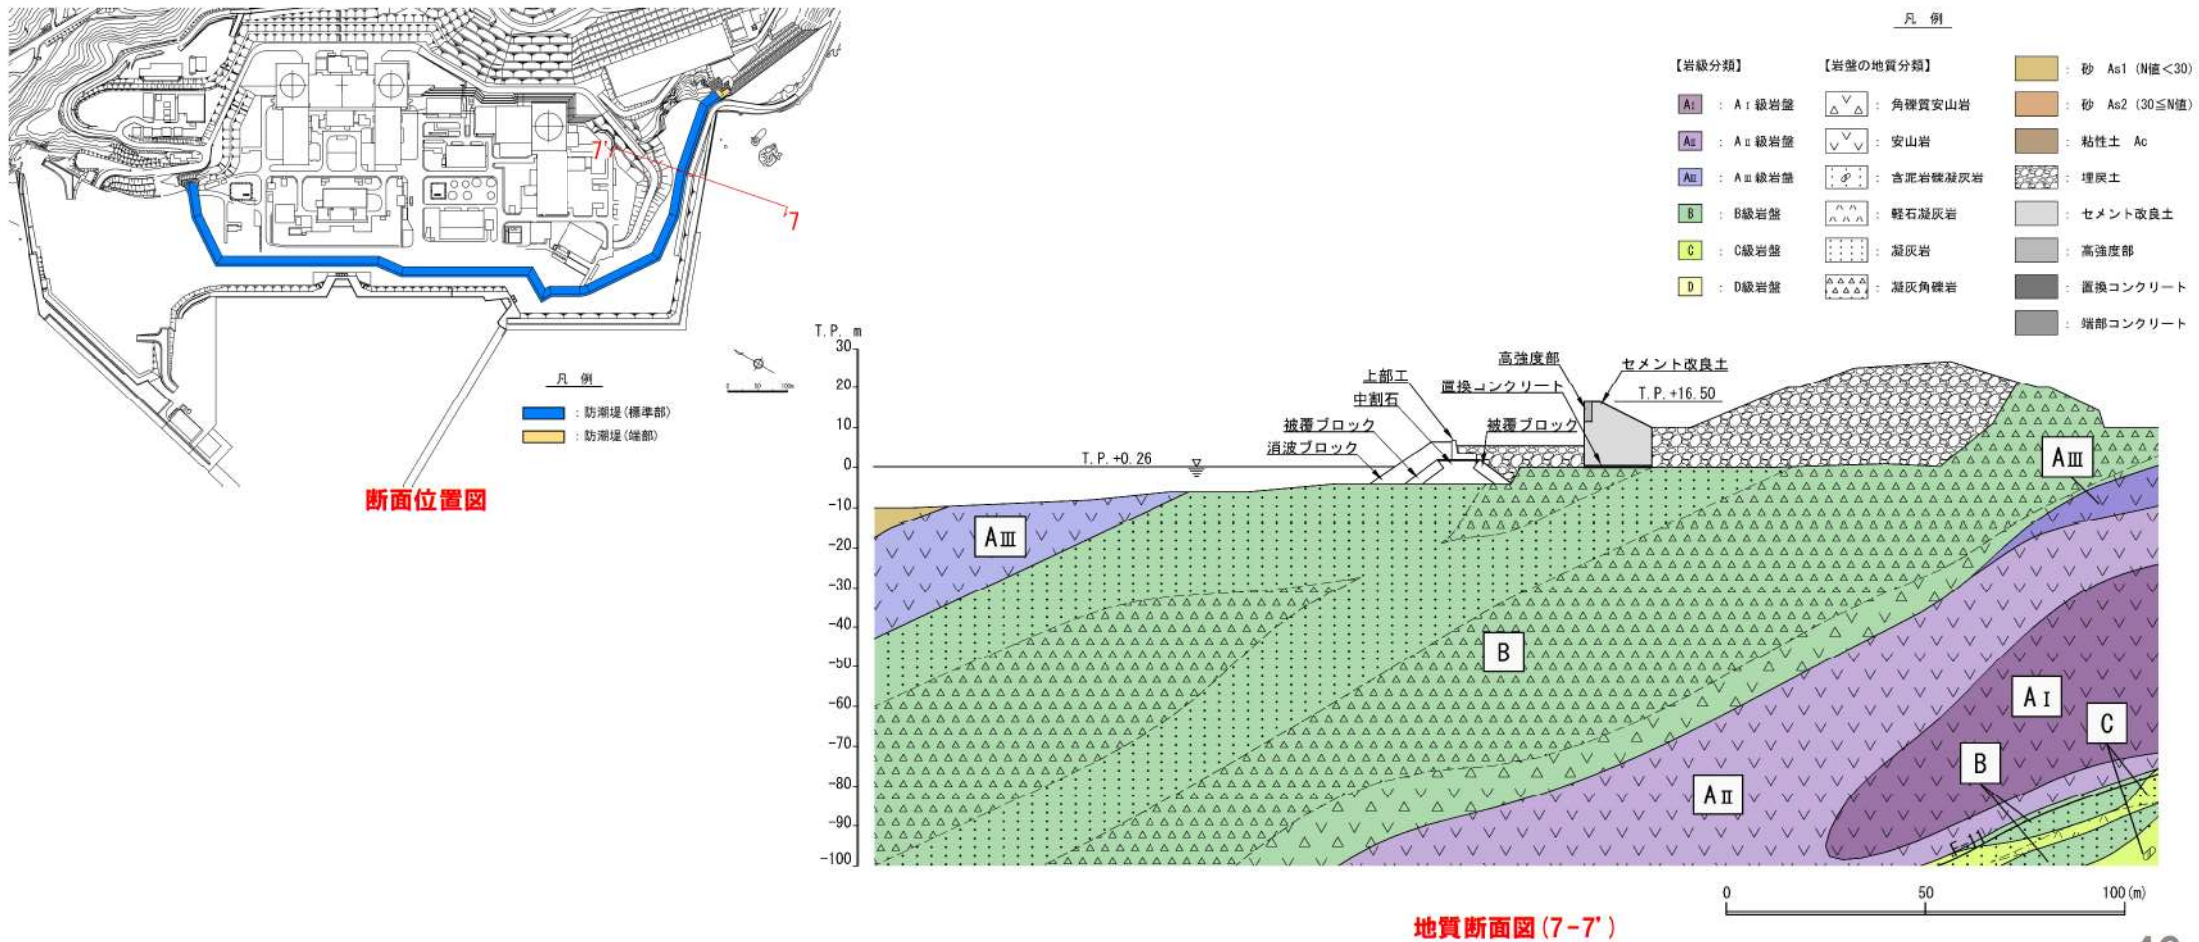 7'
7
凡 例
: 防潮堤(標準部)
: 防潮堤(端部)
0 50 100m
断面位置図
凡 例
【岩級分類】
AⅠ : AⅠ級岩盤
AⅡ : AⅡ級岩盤
AⅢ : AⅢ級岩盤
B : B級岩盤
C : C級岩盤
D : D級岩盤
【岩盤の地質分類】
: 角礫質安山岩
: 安山岩
: 含泥岩礫凝灰岩
: 軽石凝灰岩
: 凝灰岩
: 凝灰角礫岩
: 砂 As1 (N値<30)
: 砂 As2 (30≦N値)
: 粘性土 Ac
: 埋戻土
: セメント改良土
: 高強度部
: 置換コンクリート
: 端部コンクリート
T.P. m
30
20
10
0
-10
-20
-30
-40
-50
-60
-70
-80
-90
-100
T.P.+0.26
消波ブロック
被覆ブロック
中割石
上部工
被覆ブロック
置換コンクリート
高強度部
セメント改良土
T.P.+16.50
AⅢ
AⅢ
B
AⅠ
C
B
AⅡ
F-11
0 50 100(m)
地質断面図(7-7')